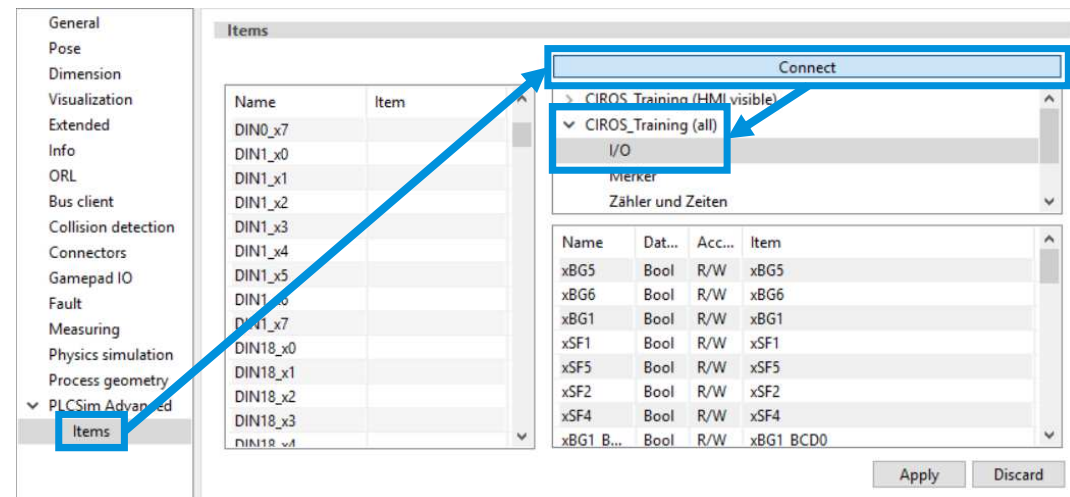 General
Pose
Dimension
Visualization
Extended
Info
ORL
Bus client
Collision detection
Connectors
Gamepad IO
Fault
Measuring
Physics simulation
Process geometry
PLCSim Advanced
Items
Items
Name Item
DIN0_x7
DIN1_x0
DIN1_x1
DIN1_x2
DIN1_x3
DIN1_x4
DIN1_x5
DIN1_x6
DIN1_x7
DIN18_x0
DIN18_x1
DIN18_x2
DIN18_x3
DIN18_x4
Connect
CIROS_Training (HMI visible)
CIROS_Training (all)
I/O
Merker
Zähler und Zeiten
Name Dat... Acc... Item
xBG5 Bool R/W xBG5
xBG6 Bool R/W xBG6
xBG1 Bool R/W xBG1
xSF1 Bool R/W xSF1
xSF5 Bool R/W xSF5
xSF2 Bool R/W xSF2
xSF4 Bool R/W xSF4
xBG1_B... Bool R/W xBG1_BCD0
Apply Discard